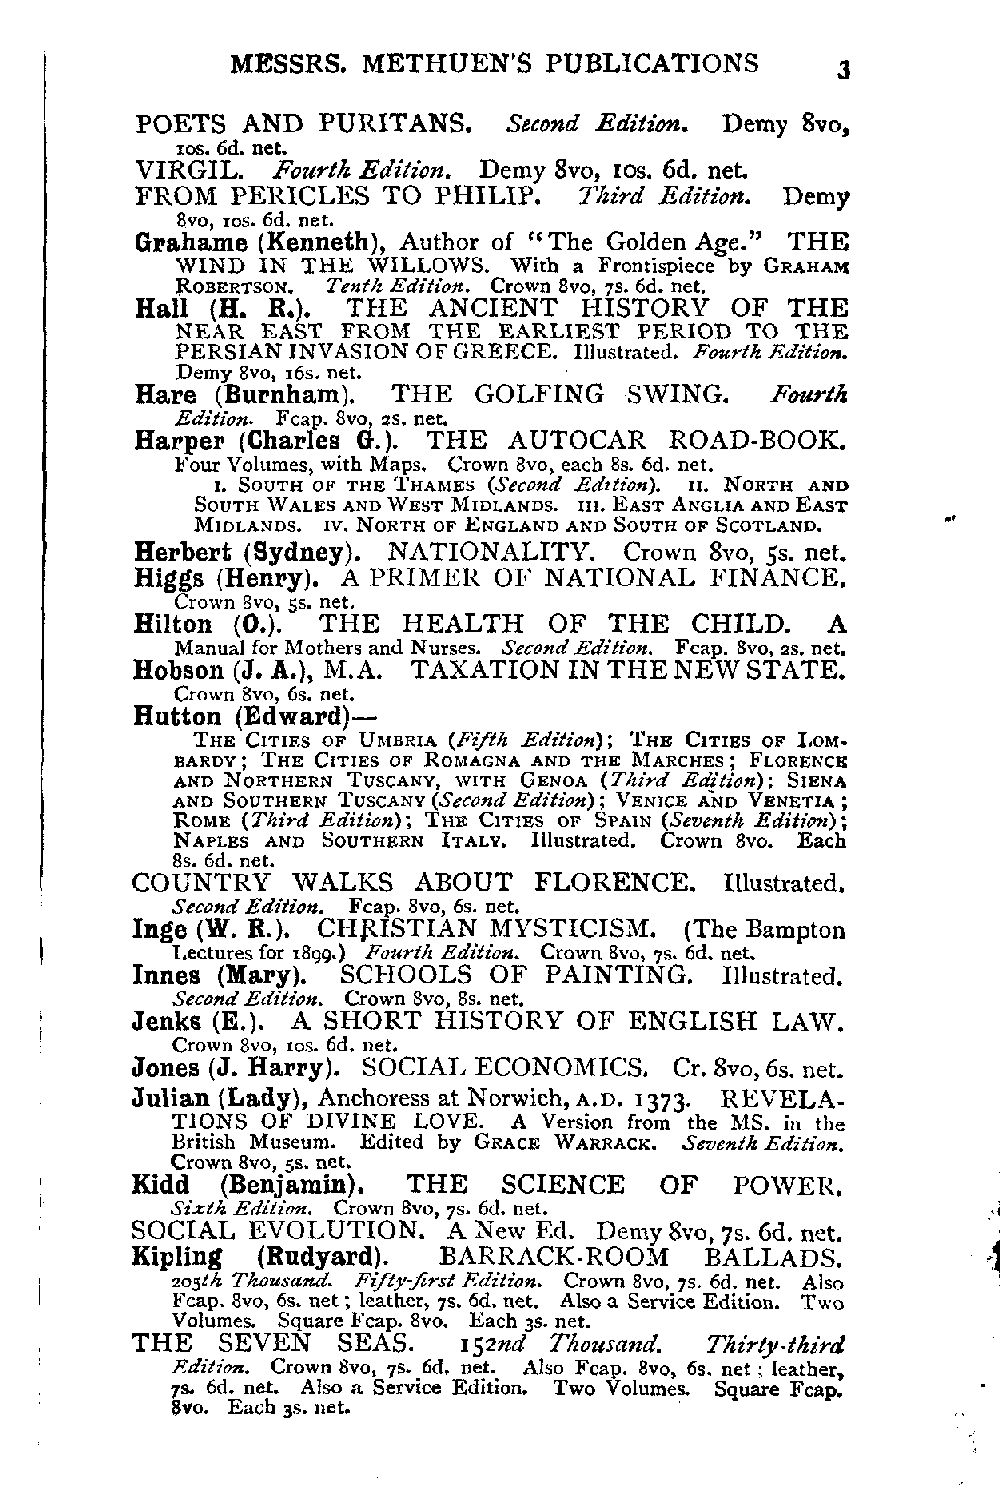 MESSRS. METHUEN'S PUBLICATIONS 3
POETS AND PURITANS. Second Edition. Demy 8vo,
10s. 6d. net.
VIRGIL. Fourth Edition. Demy 8vo, 10s. 6d. net.
FROM PERICLES TO PHILIP. Third Edition. Demy
8vo, 10s. 6d. net.
Grahame (Kenneth), Author of "The Golden Age." THE
WIND IN THE WILLOWS. With a Frontispiece by GRAHAM
ROBERTSON. Tenth Edition. Crown 8vo, 7s. 6d. net.
Hall (H. R.). THE ANCIENT HISTORY OF THE
NEAR EAST FROM THE EARLIEST PERIOD TO THE
PERSIAN INVASION OF GREECE. Illustrated. Fourth Edition.
Demy 8vo, 16s. net.
Hare (Burnham). THE GOLFING SWING. Fourth
Edition. Fcap. 8vo, 2s. net.
Harper (Charles G.). THE AUTOCAR ROAD-BOOK.
Four Volumes, with Maps. Crown 8vo, each 8s. 6d. net.
I. SOUTH OF THE THAMES (Second Edition). II. NORTH AND
SOUTH WALES AND WEST MIDLANDS. III. EAST ANGLIA AND EAST
MIDLANDS. IV. NORTH OF ENGLAND AND SOUTH OF SCOTLAND.
Herbert (Sydney). NATIONALITY. Crown 8vo, 5s. net.
Higgs (Henry). A PRIMER OF NATIONAL FINANCE.
Crown 8vo, 5s. net.
Hilton (O.). THE HEALTH OF THE CHILD. A
Manual for Mothers and Nurses. Second Edition. Fcap. 8vo, 2s. net.
Hobson (J. A.), M.A. TAXATION IN THE NEW STATE.
Crown 8vo, 6s. net.
Hutton (Edward)—
THE CITIES OF UMBRIA (Fifth Edition); THE CITIES OF LOM-
BARDY; THE CITIES OF ROMAGNA AND THE MARCHES; FLORENCE
AND NORTHERN TUSCANY, WITH GENOA (Third Edition); SIENA
AND SOUTHERN TUSCANY (Second Edition); VENICE AND VENETIA;
ROME (Third Edition); THE CITIES OF SPAIN (Seventh Edition);
NAPLES AND SOUTHERN ITALY. Illustrated. Crown 8vo. Each
8s. 6d. net.
COUNTRY WALKS ABOUT FLORENCE. Illustrated.
Second Edition. Fcap. 8vo, 6s. net.
Inge (W. R.). CHRISTIAN MYSTICISM. (The Bampton
Lectures for 1899.) Fourth Edition. Crown 8vo, 7s. 6d. net.
Innes (Mary). SCHOOLS OF PAINTING. Illustrated.
Second Edition. Crown 8vo, 8s. net.
Jenks (E.). A SHORT HISTORY OF ENGLISH LAW.
Crown 8vo, 10s. 6d. net.
Jones (J. Harry). SOCIAL ECONOMICS. Cr. 8vo, 6s. net.
Julian (Lady), Anchoress at Norwich, A.D. 1373. REVELA-
TIONS OF DIVINE LOVE. A Version from the MS. in the
British Museum. Edited by GRACE WARRACK. Seventh Edition.
Crown 8vo, 5s. net.
Kidd (Benjamin). THE SCIENCE OF POWER.
Sixth Edition. Crown 8vo, 7s. 6d. net.
SOCIAL EVOLUTION. A New Ed. Demy 8vo, 7s. 6d. net.
Kipling (Rudyard). BARRACK-ROOM BALLADS.
203th Thousand. Fifty-first Edition. Crown 8vo, 7s. 6d. net. Also
Fcap. 8vo, 6s. net; leather, 7s. 6d. net. Also a Service Edition. Two
Volumes. Square Fcap. 8vo. Each 3s. net.
THE SEVEN SEAS. 152nd Thousand. Thirty-third
Edition. Crown 8vo, 7s. 6d. net. Also Fcap. 8vo, 6s. net; leather,
7s. 6d. net. Also a Service Edition. Two Volumes. Square Fcap.
8vo. Each 3s. net.